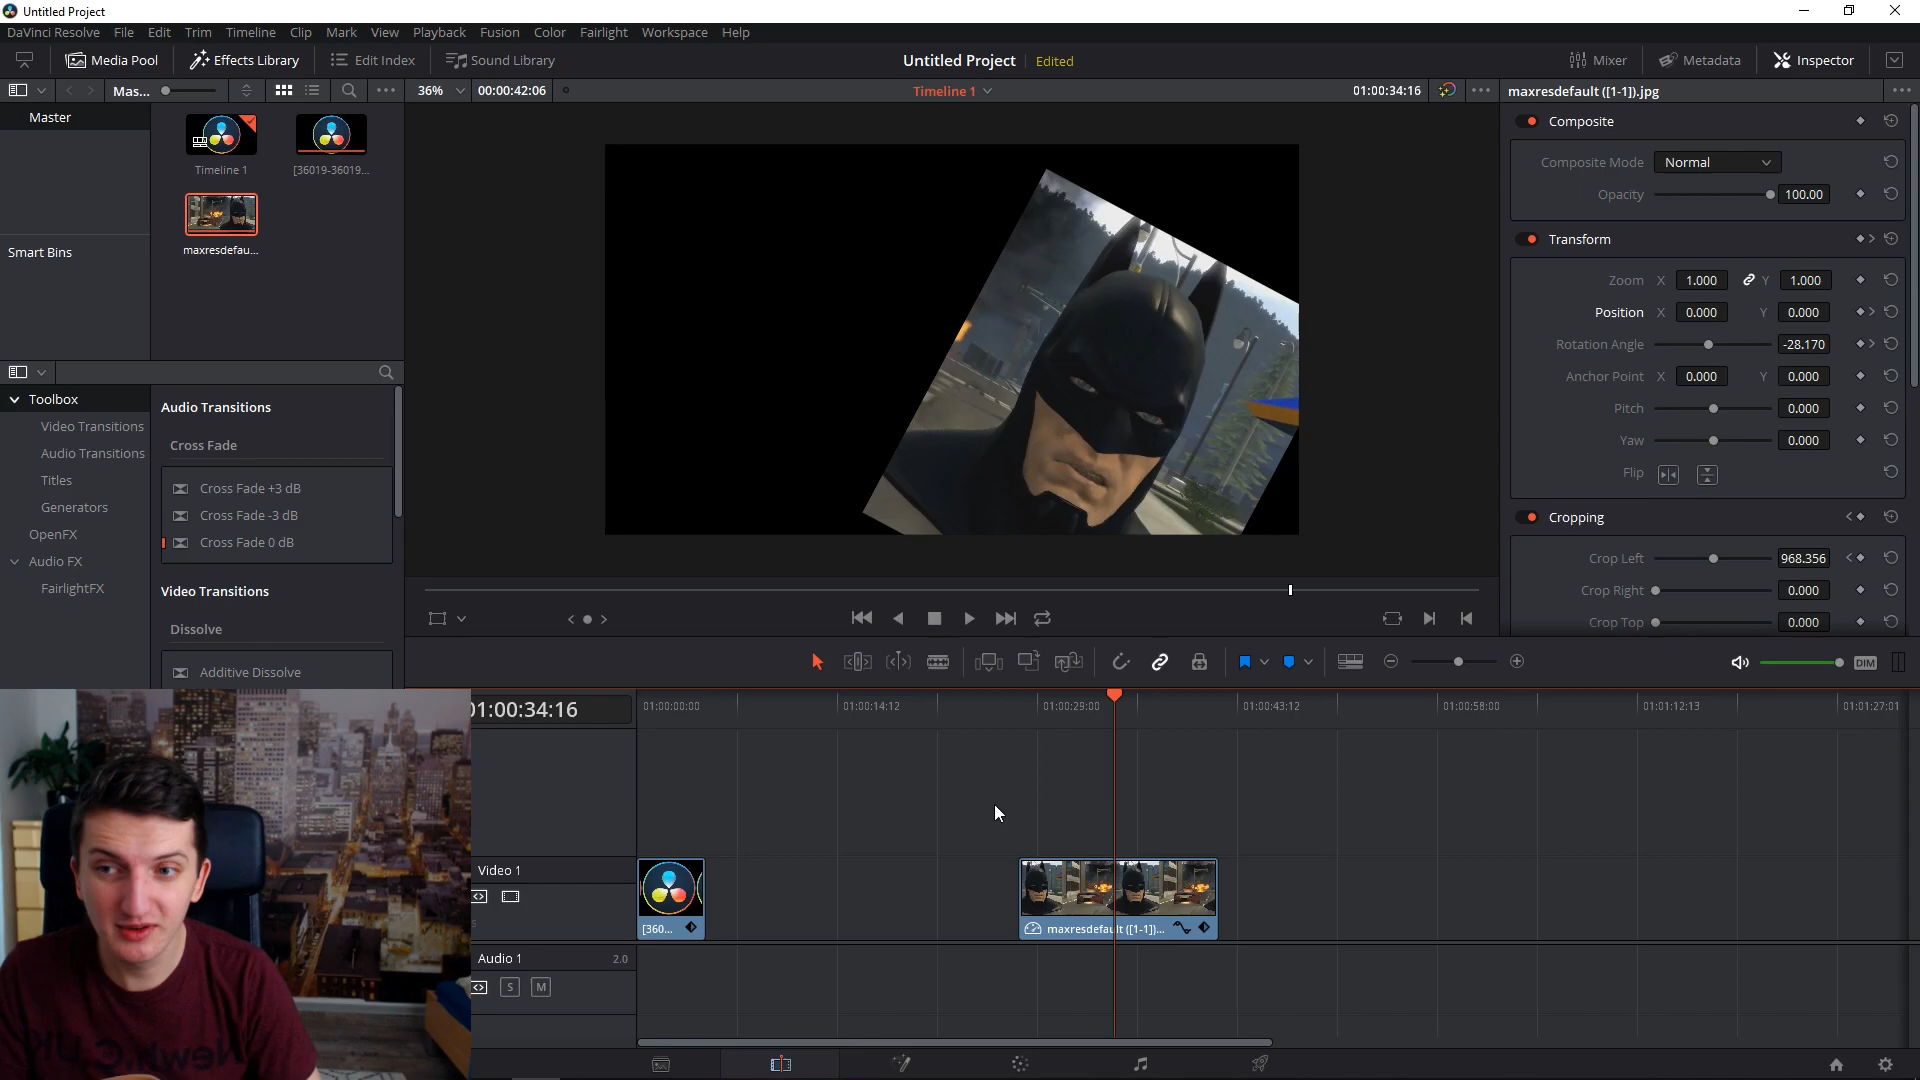 Untitled Project
DaVinci Resolve File Edit Trim Timeline Clip Mark View Playback Fusion Color Fairlight Workspace Help
Media Pool Effects Library Edit Index Sound Library Untitled Project Edited Mixer Metadata Inspector
Mas... 36% 00:00:42:06 Timeline 1 01:00:34:16 maxresdefault ([1-1]).jpg
Master
Timeline 1 [36019-36019...
maxresdefau...
Smart Bins
Composite
Composite Mode Normal
Opacity 100.00
Transform
Zoom X 1.000 Y 1.000
Position X 0.000 Y 0.000
Rotation Angle -28.170
Anchor Point X 0.000 Y 0.000
Pitch 0.000
Yaw 0.000
Flip
Cropping
Crop Left 968.356
Crop Right 0.000
Crop Top 0.000
Toolbox
Video Transitions
Audio Transitions
Titles
Generators
OpenFX
Audio FX
FairlightFX
Audio Transitions
Cross Fade
Cross Fade +3 dB
Cross Fade -3 dB
Cross Fade 0 dB
Video Transitions
Dissolve
Additive Dissolve
DIM
01:00:34:16 01:00:00:00 01:00:14:12 01:00:29:00 01:00:43:12 01:00:58:00 01:01:12:13 01:01:27:01
Video 1
[360... maxresdefault ([1-1])...
Audio 1 2.0
S M